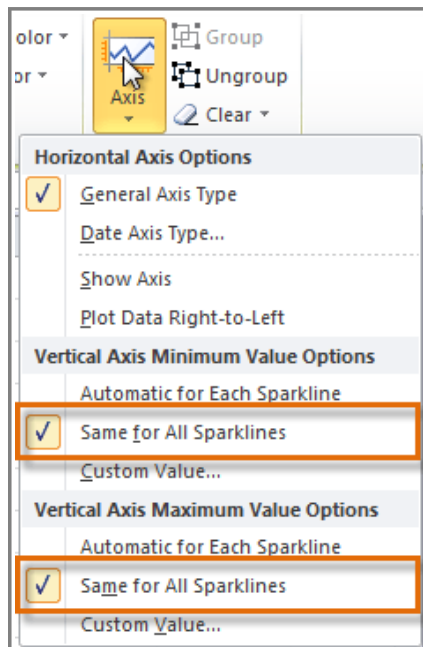 olor
Group
or
Ungroup
Axis
Clear
Horizontal Axis Options
General Axis Type
Date Axis Type...
Show Axis
Plot Data Right-to-Left
Vertical Axis Minimum Value Options
Automatic for Each Sparkline
Same for All Sparklines
Custom Value...
Vertical Axis Maximum Value Options
Automatic for Each Sparkline
Same for All Sparklines
Custom Value...